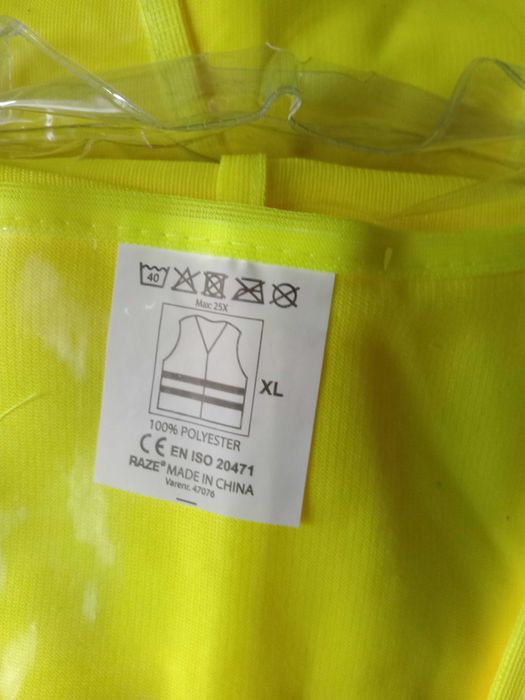 40
Max: 25X
XL
100% POLYESTER
CE EN ISO 20471
RAZE® MADE IN CHINA
Varenr. 47076